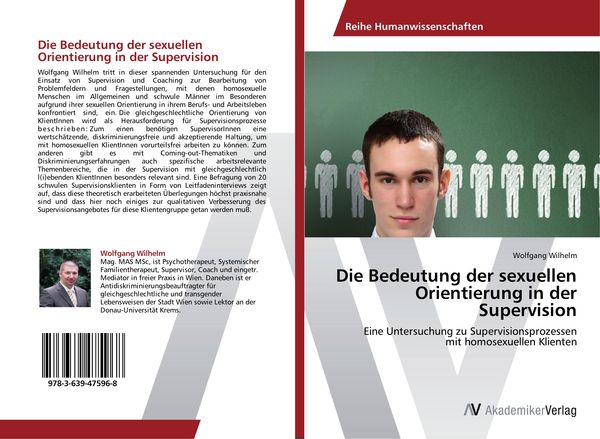 Die Bedeutung der sexuellen
Orientierung in der Supervision
Wolfgang Wilhelm tritt in dieser spannenden Untersuchung für den
Einsatz von Supervision und Coaching zur Bearbeitung von
Problemfeldern und Fragestellungen, mit denen homosexuelle
Menschen im Allgemeinen und schwule Männer im Besonderen
aufgrund ihrer sexuellen Orientierung in ihrem Berufs- und Arbeitsleben
konfrontiert sind, ein. Die gleichgeschlechtliche Orientierung von
KlientInnen wird als Herausforderung für Supervisionsprozesse
beschrieben: Zum einen benötigen SupervisorInnen eine
wertschätzende, diskriminierungsfreie und akzeptierende Haltung, um
mit homosexuellen KlientInnen vorurteilsfrei arbeiten zu können. Zum
anderen gibt es mit Coming-out-Thematiken und
Diskriminierungserfahrungen auch spezifische arbeitsrelevante
Themenbereiche, die in der Supervision mit gleichgeschlechtlich
l(i)ebenden KlientInnen besonders relevant sind. Eine Befragung von 20
schwulen Supervisionsklienten in Form von Leitfadeninterviews zeigt
auf, dass diese theoretisch erarbeiteten Überlegungen höchst praxisnahe
sind und dass hier noch einiges zur qualitativen Verbesserung des
Supervisionsangebotes für diese Klientengruppe getan werden muß.
Wolfgang Wilhelm
Mag. MAS MSc, ist Psychotherapeut, Systemischer
Familientherapeut, Supervisor, Coach und eingetr.
Mediator in freier Praxis in Wien. Daneben ist er
Antidiskriminierungsbeauftragter für
gleichgeschlechtliche und transgender
Lebensweisen der Stadt Wien sowie Lektor an der
Donau-Universität Krems.
978-3-639-47596-8
Reihe Humanwissenschaften
Wolfgang Wilhelm
Die Bedeutung der sexuellen
Orientierung in der
Supervision
Eine Untersuchung zu Supervisionsprozessen
mit homosexuellen Klienten
AV AkademikerVerlag